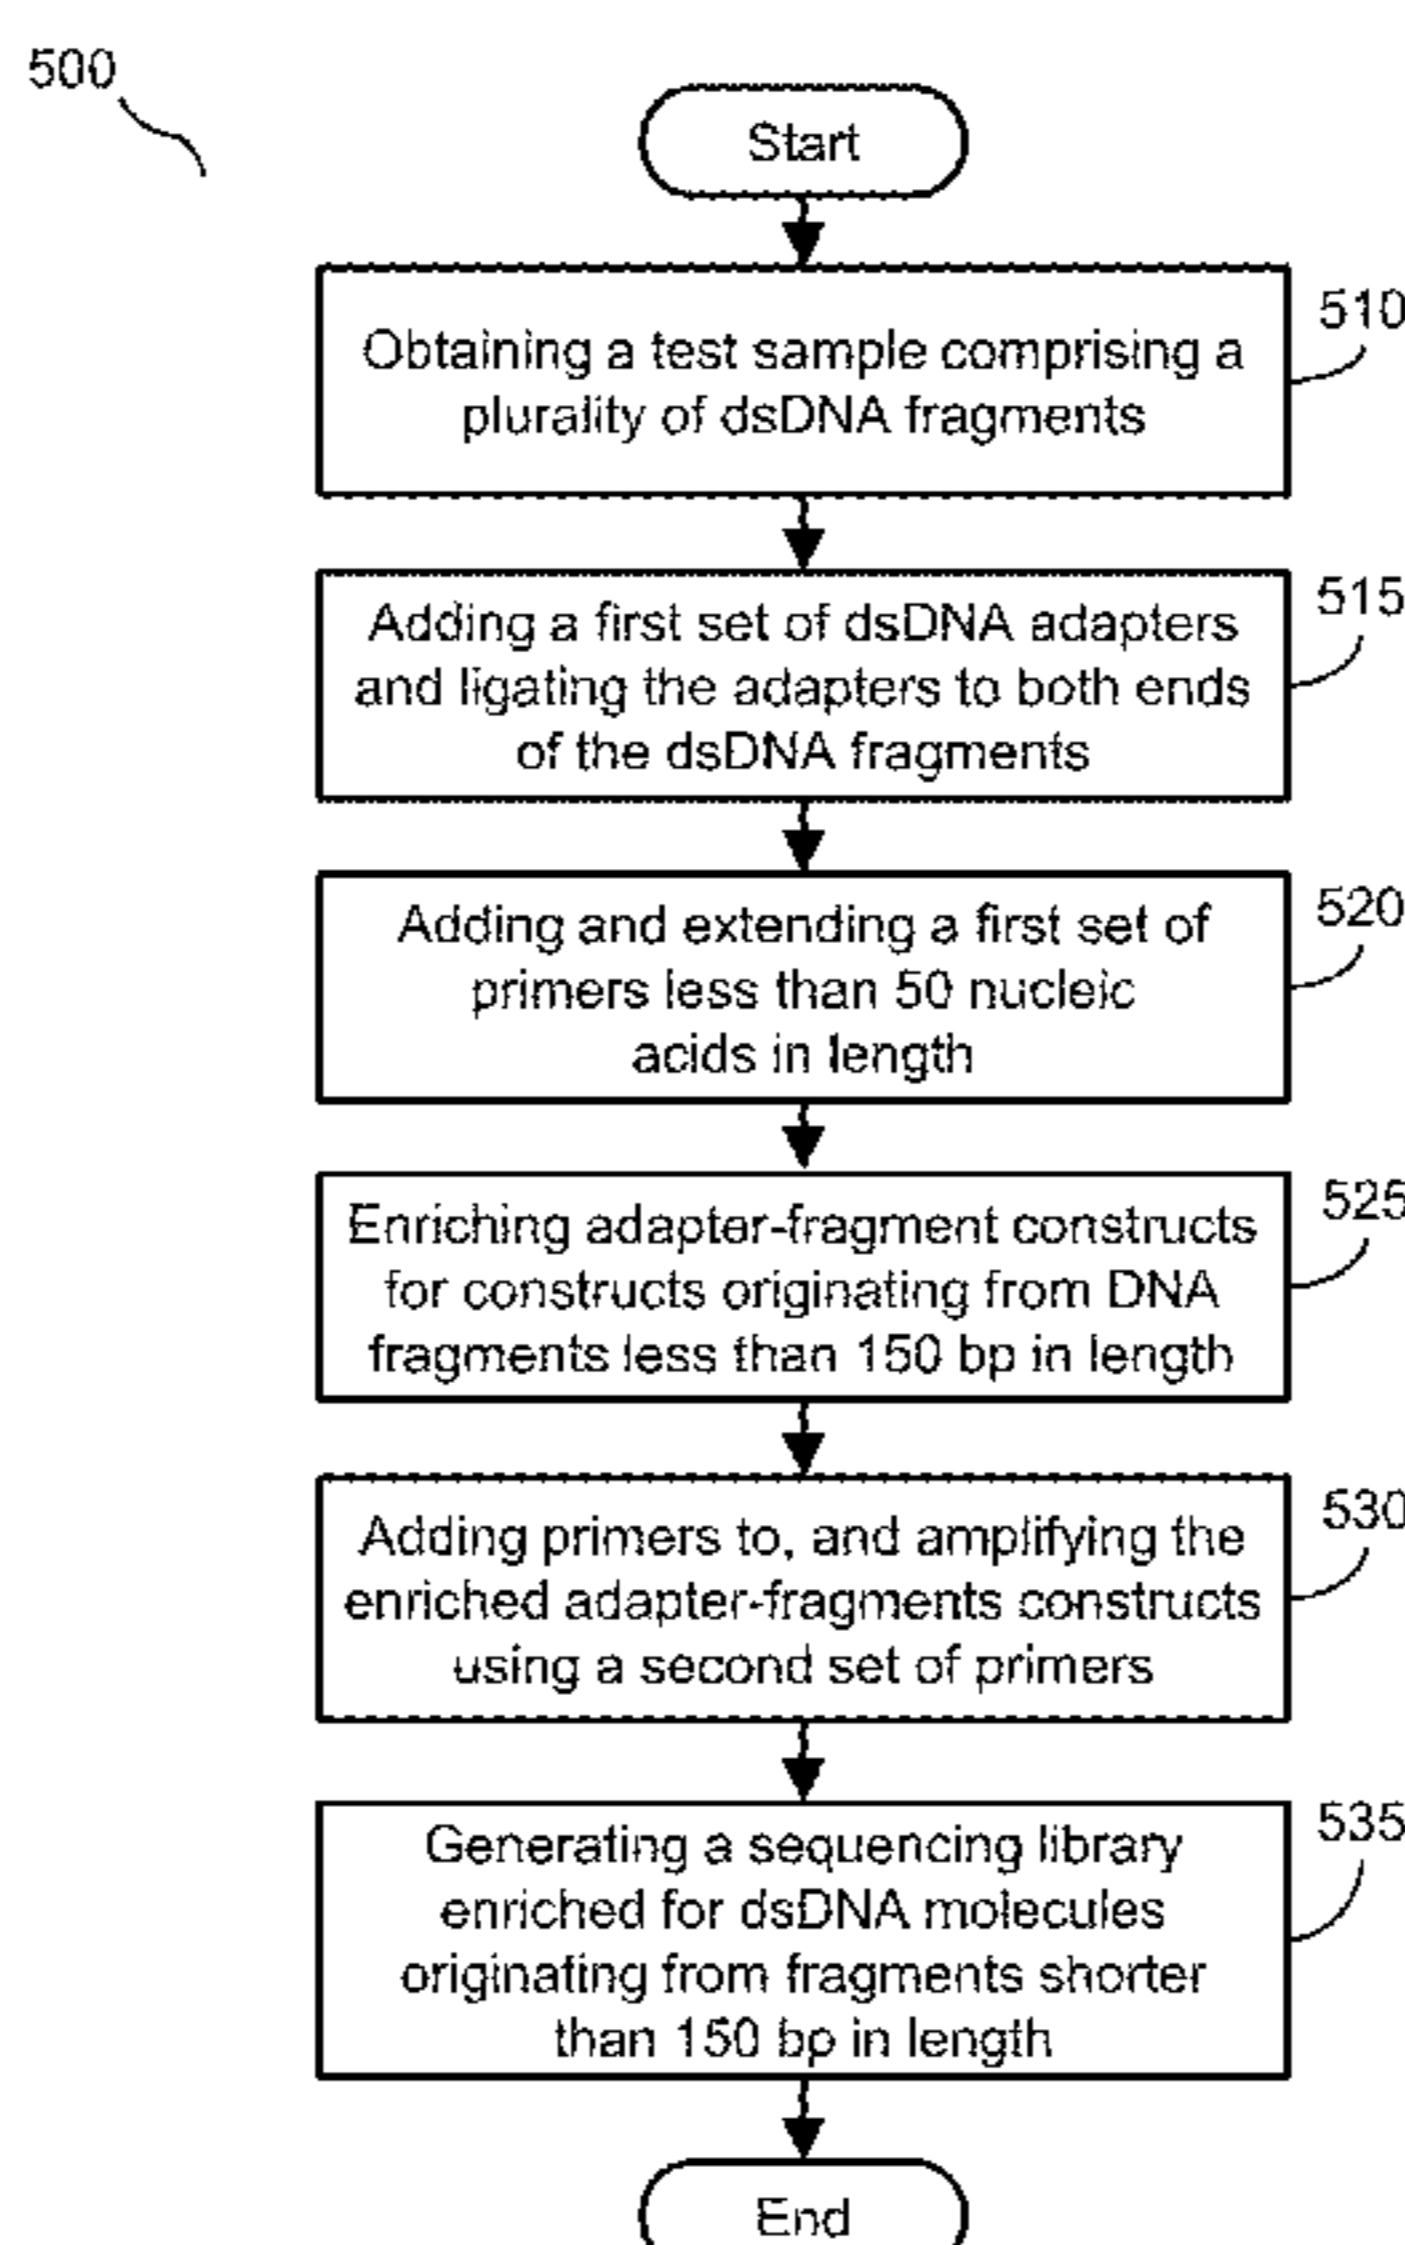 500
Start
510
Obtaining a test sample comprising a
plurality of dsDNA fragments
515
Adding a first set of dsDNA adapters
and ligating the adapters to both ends
of the dsDNA fragments
520
Adding and extending a first set of
primers less than 50 nucleic
acids in length
525
Enriching adapter-fragment constructs
for constructs originating from DNA
fragments less than 150 bp in length
530
Adding primers to, and amplifying the
enriched adapter-fragments constructs
using a second set of primers
535
Generating a sequencing library
enriched for dsDNA molecules
originating from fragments shorter
than 150 bp in length
End